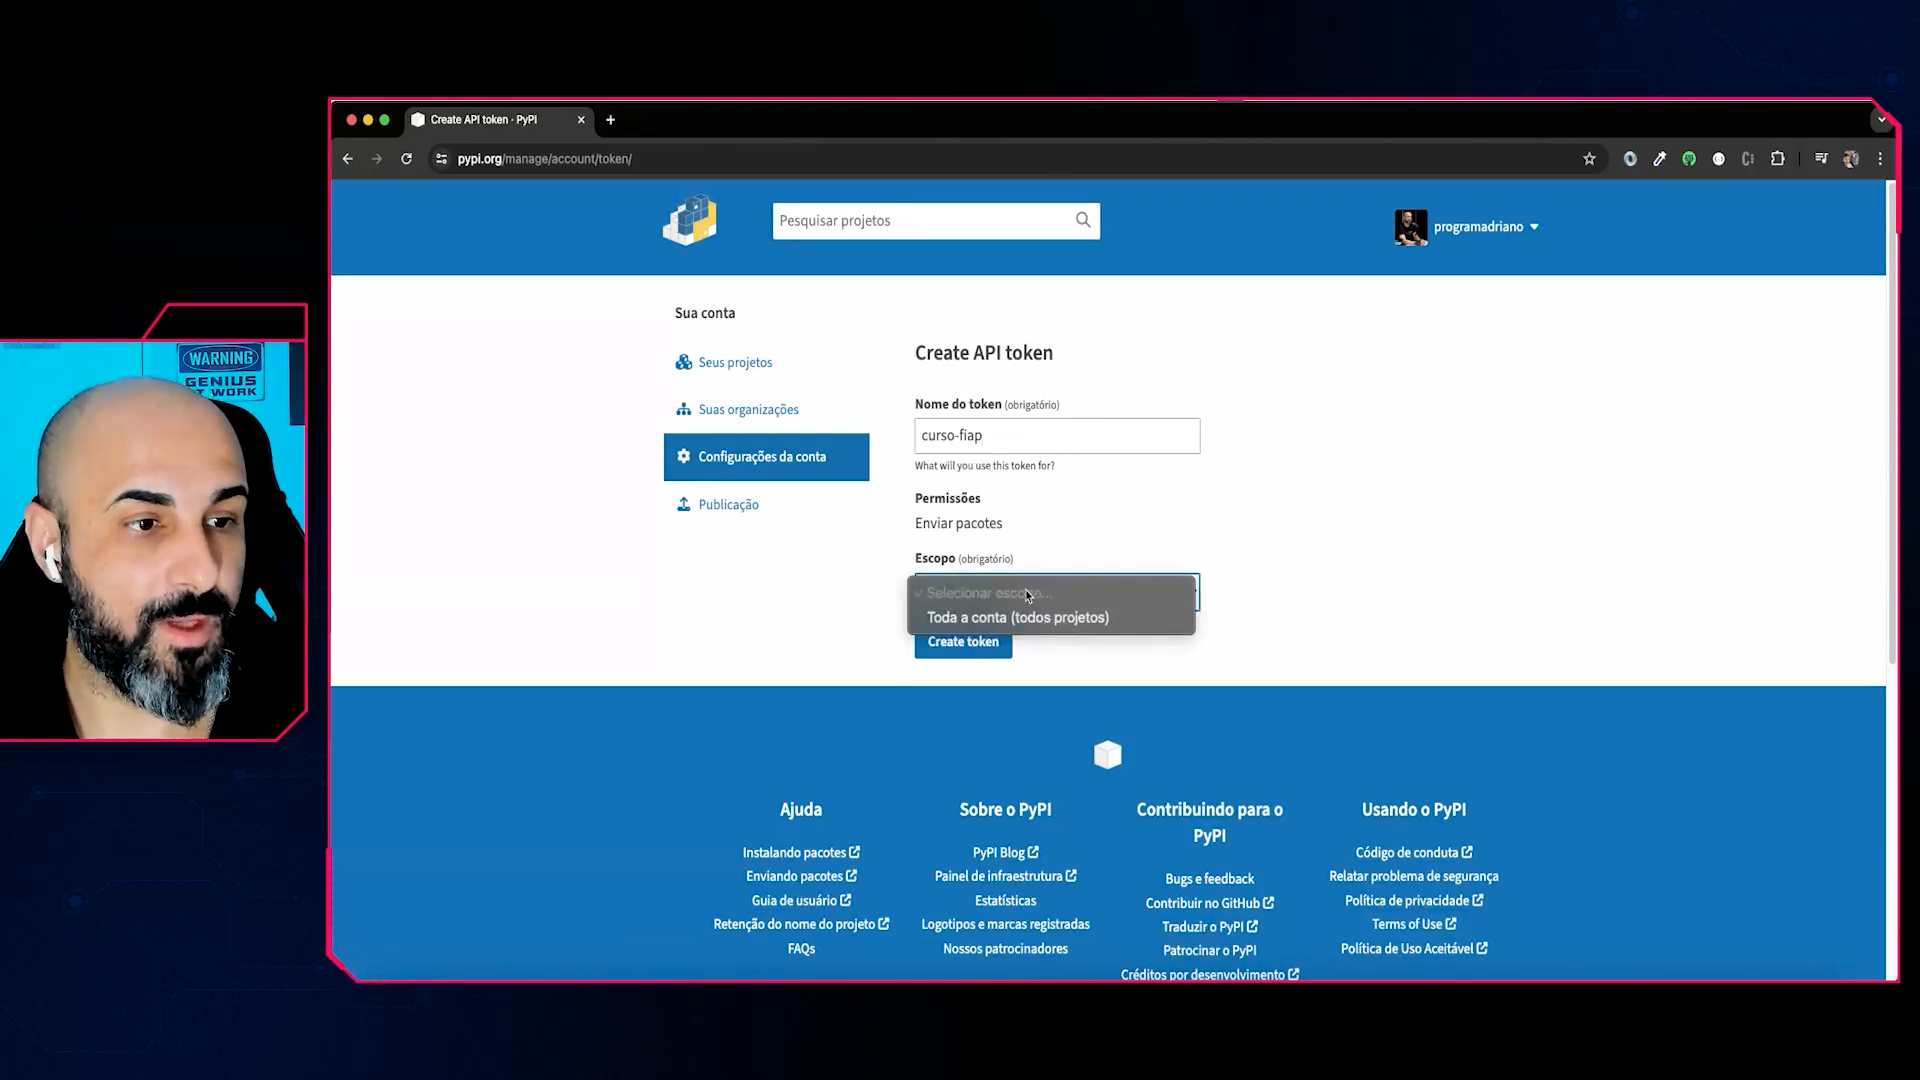 Create API token · PyPI
pypi.org/manage/account/token/
Pesquisar projetos
programadriano
WARNING
GENIUS
T WORK
Sua conta
Seus projetos
Suas organizações
Configurações da conta
Publicação
Create API token
Nome do token (obrigatório)
curso-fiap
What will you use this token for?
Permissões
Enviar pacotes
Escopo (obrigatório)
Selecionar escopo...
Toda a conta (todos projetos)
Create token
Ajuda
Instalando pacotes
Enviando pacotes
Guia de usuário
Retenção do nome do projeto
FAQs
Sobre o PyPI
PyPI Blog
Painel de infraestrutura
Estatísticas
Logotipos e marcas registradas
Nossos patrocinadores
Contribuindo para o
PyPI
Bugs e feedback
Contribuir no GitHub
Traduzir o PyPI
Patrocinar o PyPI
Créditos por desenvolvimento
Usando o PyPI
Código de conduta
Relatar problema de segurança
Política de privacidade
Terms of Use
Política de Uso Aceitável